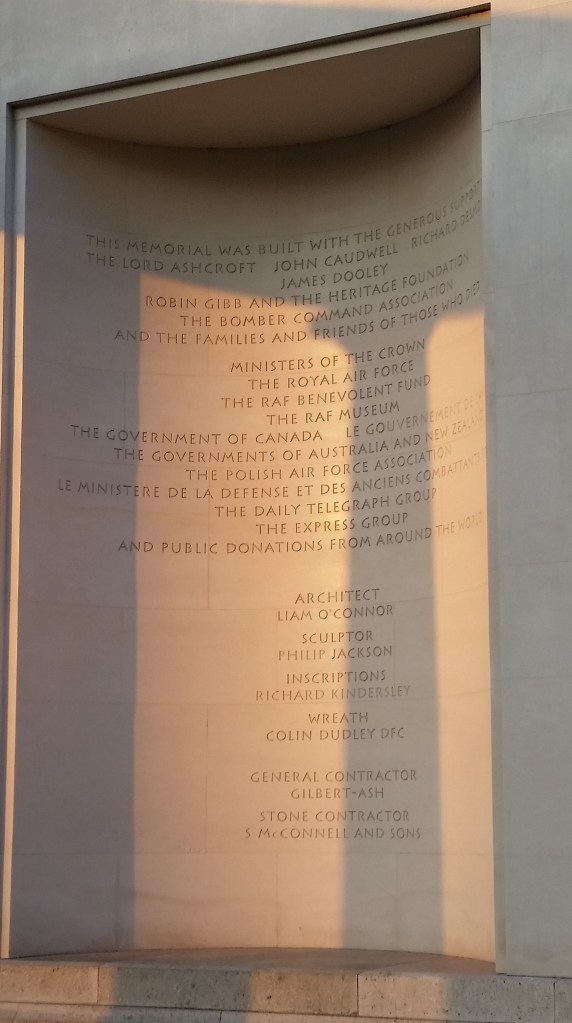 THIS MEMORIAL WAS BUILT WITH THE GENEROUS SUPPORT
THE LORD ASHCROFT JOHN CAUDWELL RICHARD
JAMES DOOLEY
ROBIN GIBB AND THE HERITAGE FOUNDATION
THE BOMBER COMMAND ASSOCIATION
AND THE FAMILIES AND FRIENDS OF THOSE WHO DIED
MINISTERS OF THE CROWN
THE ROYAL AIR FORCE
THE RAF BENEVOLENT FUND
THE RAF MUSEUM
THE GOVERNMENT OF CANADA LE GOUVERNEMENT
THE GOVERNMENTS OF AUSTRALIA AND NEW ZEALAND
THE POLISH AIR FORCE ASSOCIATION
LE MINISTERE DE LA DEFENSE ET DES ANCIENS COMBATTANTS
THE DAILY TELEGRAPH GROUP
THE EXPRESS GROUP
AND PUBLIC DONATIONS FROM AROUND THE WORLD
ARCHITECT
LIAM O'CONNOR
SCULPTOR
PHILIP JACKSON
INSCRIPTIONS
RICHARD KINDERSLEY
WREATH
COLIN DUDLEY DFC
GENERAL CONTRACTOR
GILBERT-ASH
STONE CONTRACTOR
S McCONNELL AND SONS